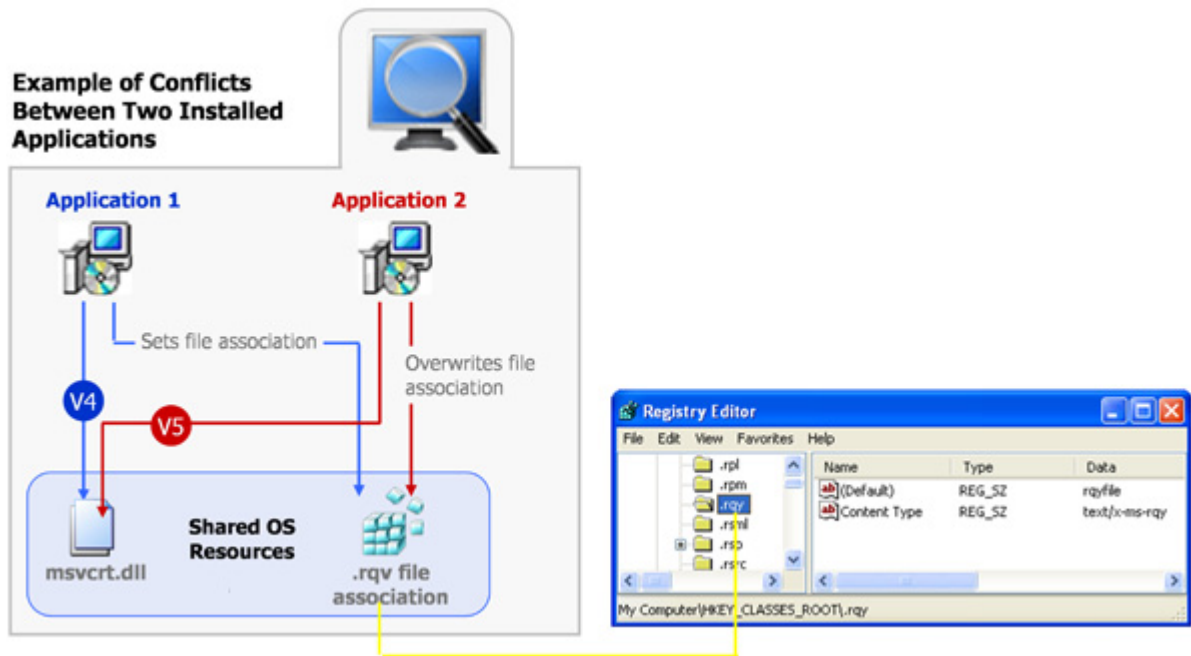 Example of Conflicts
Between Two Installed
Applications
Application 1
Application 2
Sets file association
Overwrites file
association
V4
V5
Shared OS
Resources
msvcrt.dll
.rqv file
association
Registry Editor
File Edit View Favorites Help
.rpl
.rpm
.rqy
.rsml
.rsp
.rsrc
Name Type Data
(Default) REG_SZ rqyfile
Content Type REG_SZ text/x-ms-rqy
My Computer\HKEY_CLASSES_ROOT\.rqy